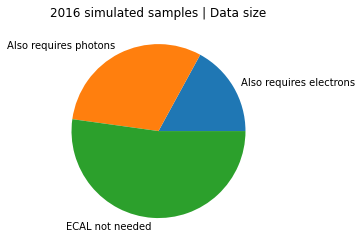 2016 simulated samples | Data size
Also requires photons
Also requires electrons
ECAL not needed